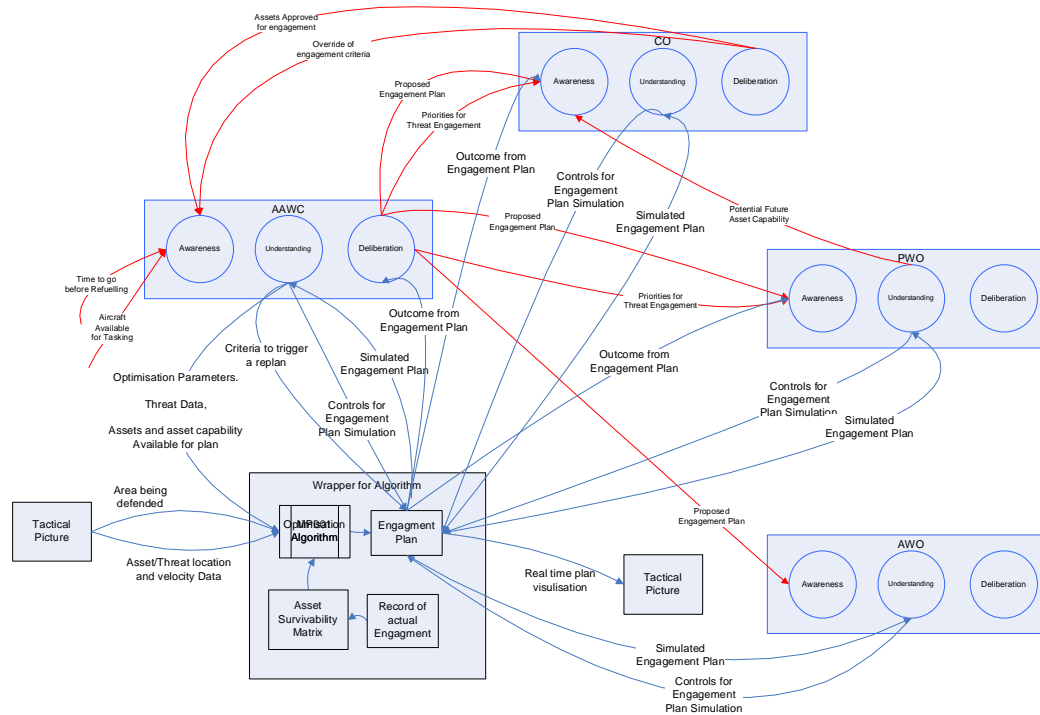 Assets Approved
for engagement
Override of
engagement criteria
CO
Awareness
Understanding
Deliberation
Proposed
Engagement Plan
Priorities for
Threat Engagement
Outcome from
Engagement Plan
Controls for
Engagement
Plan Simulation
Simulated
Engagement Plan
Potential Future
Asset Capability
AAWC
Awareness
Understanding
Deliberation
Proposed
Engagement Plan
PWO
Awareness
Understanding
Deliberation
Time to go
before Refuelling
Aircraft
Available
for Tasking
Priorities for
Threat Engagement
Outcome from
Engagement Plan
Criteria to trigger
a replan
Simulated
Engagement Plan
Outcome from
Engagement Plan
Optimisation Parameters.
Threat Data,
Assets and asset capability
Available for plan
Controls for
Engagement
Plan Simulation
Controls for
Engagement
Plan Simulation
Simulated
Engagement Plan
Wrapper for Algorithm
Area being
defended
Tactical
Picture
Asset/Threat location
and velocity Data
Optimisation
Algorithm
Engagment
Plan
Proposed
Engagement Plan
AWO
Awareness
Understanding
Deliberation
Real time plan
visulisation
Tactical
Picture
Asset
Survivability
Matrix
Record of
actual
Engagment
Simulated
Engagement Plan
Controls for
Engagement
Plan Simulation